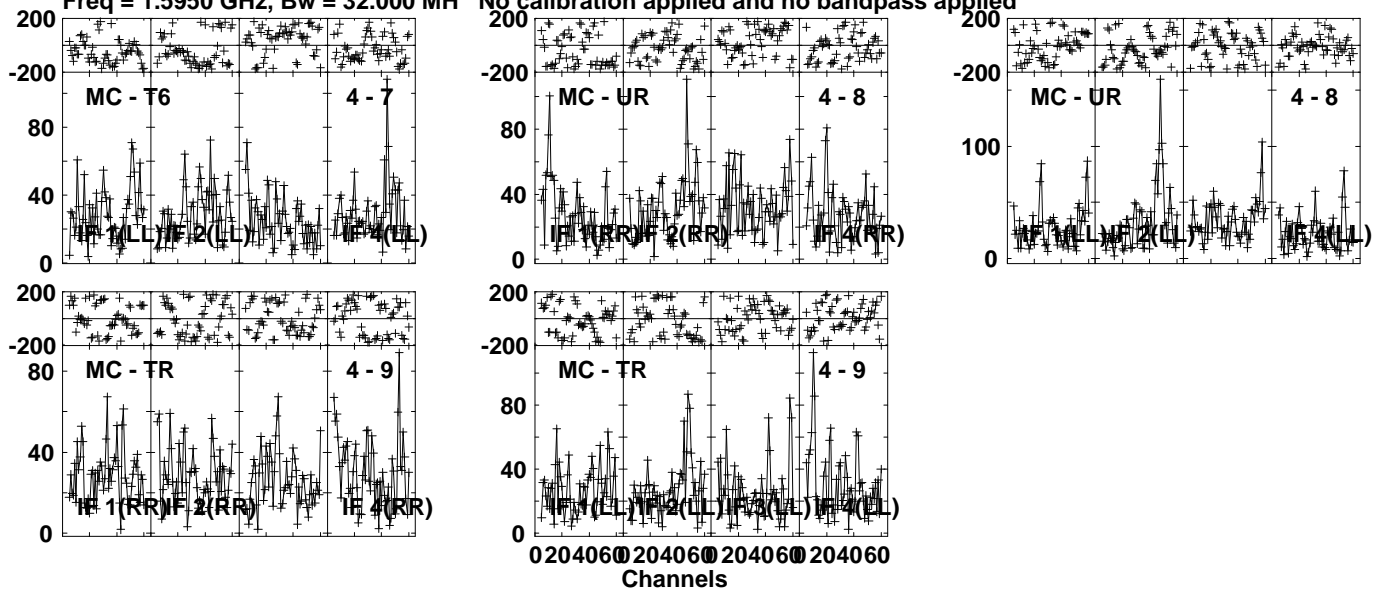 Freq = 1.5950 GHz, Bw = 32.000 MH No calibration applied and no bandpass applied
200
-200
MC - T6 4 - 7
80
40
0
IF 1(LL) IF 2(LL) IF 4(LL)
200
-200
MC - UR 4 - 8
80
40
0
IF 1(RR) IF 2(RR) IF 4(RR)
200
-200
MC - UR 4 - 8
100
50
0
IF 1(LL) IF 2(LL) IF 4(LL)
200
-200
MC - TR 4 - 9
80
40
0
IF 1(RR) IF 2(RR) IF 4(RR)
200
-200
MC - TR 4 - 9
80
40
0
IF 1(LL) IF 2(LL) IF 3(LL) IF 4(LL)
0 20 40 60 0 20 40 60 0 20 40 60 0 20 40 60
Channels